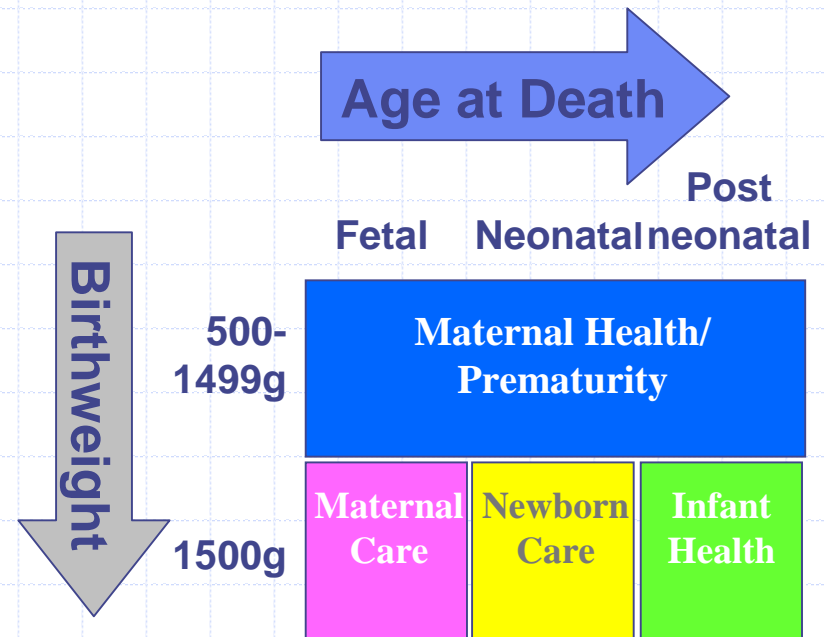 Age at Death
Post
Fetal Neonatal neonatal
Birthweight
500-
1499g
Maternal Health/
Prematurity
1500g
Maternal
Care
Newborn
Care
Infant
Health